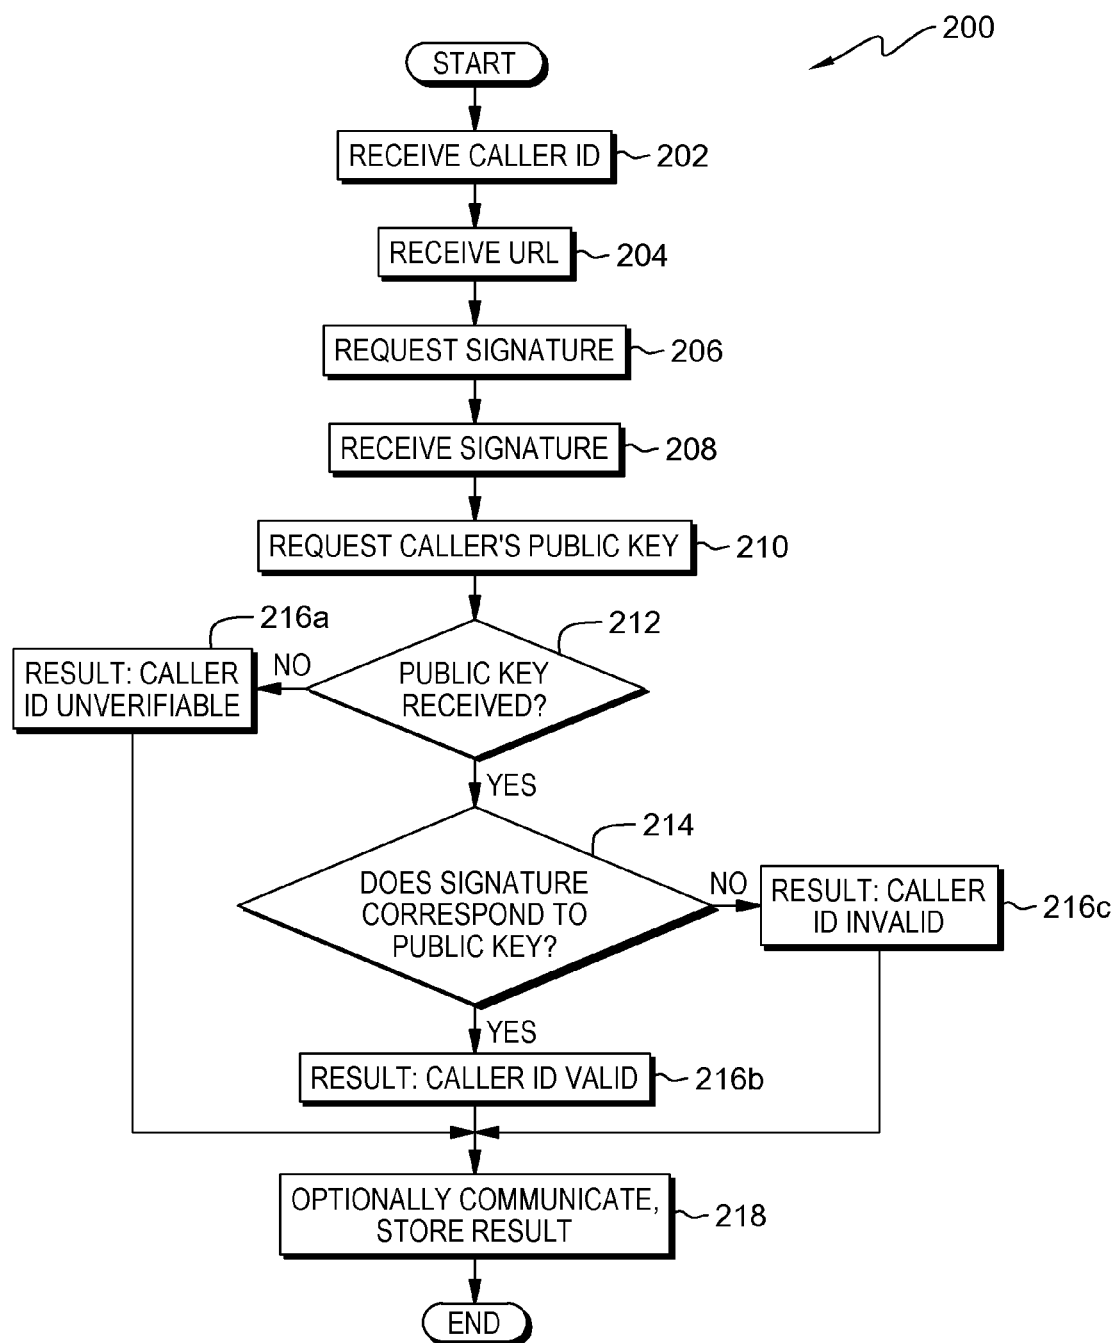 200
START
RECEIVE CALLER ID
202
RECEIVE URL
204
REQUEST SIGNATURE
206
RECEIVE SIGNATURE
208
REQUEST CALLER'S PUBLIC KEY
210
216a
212
RESULT: CALLER
ID UNVERIFIABLE
NO
PUBLIC KEY
RECEIVED?
YES
214
DOES SIGNATURE
CORRESPOND TO
PUBLIC KEY?
NO
RESULT: CALLER
ID INVALID
216c
YES
RESULT: CALLER ID VALID
216b
OPTIONALLY COMMUNICATE,
STORE RESULT
218
END